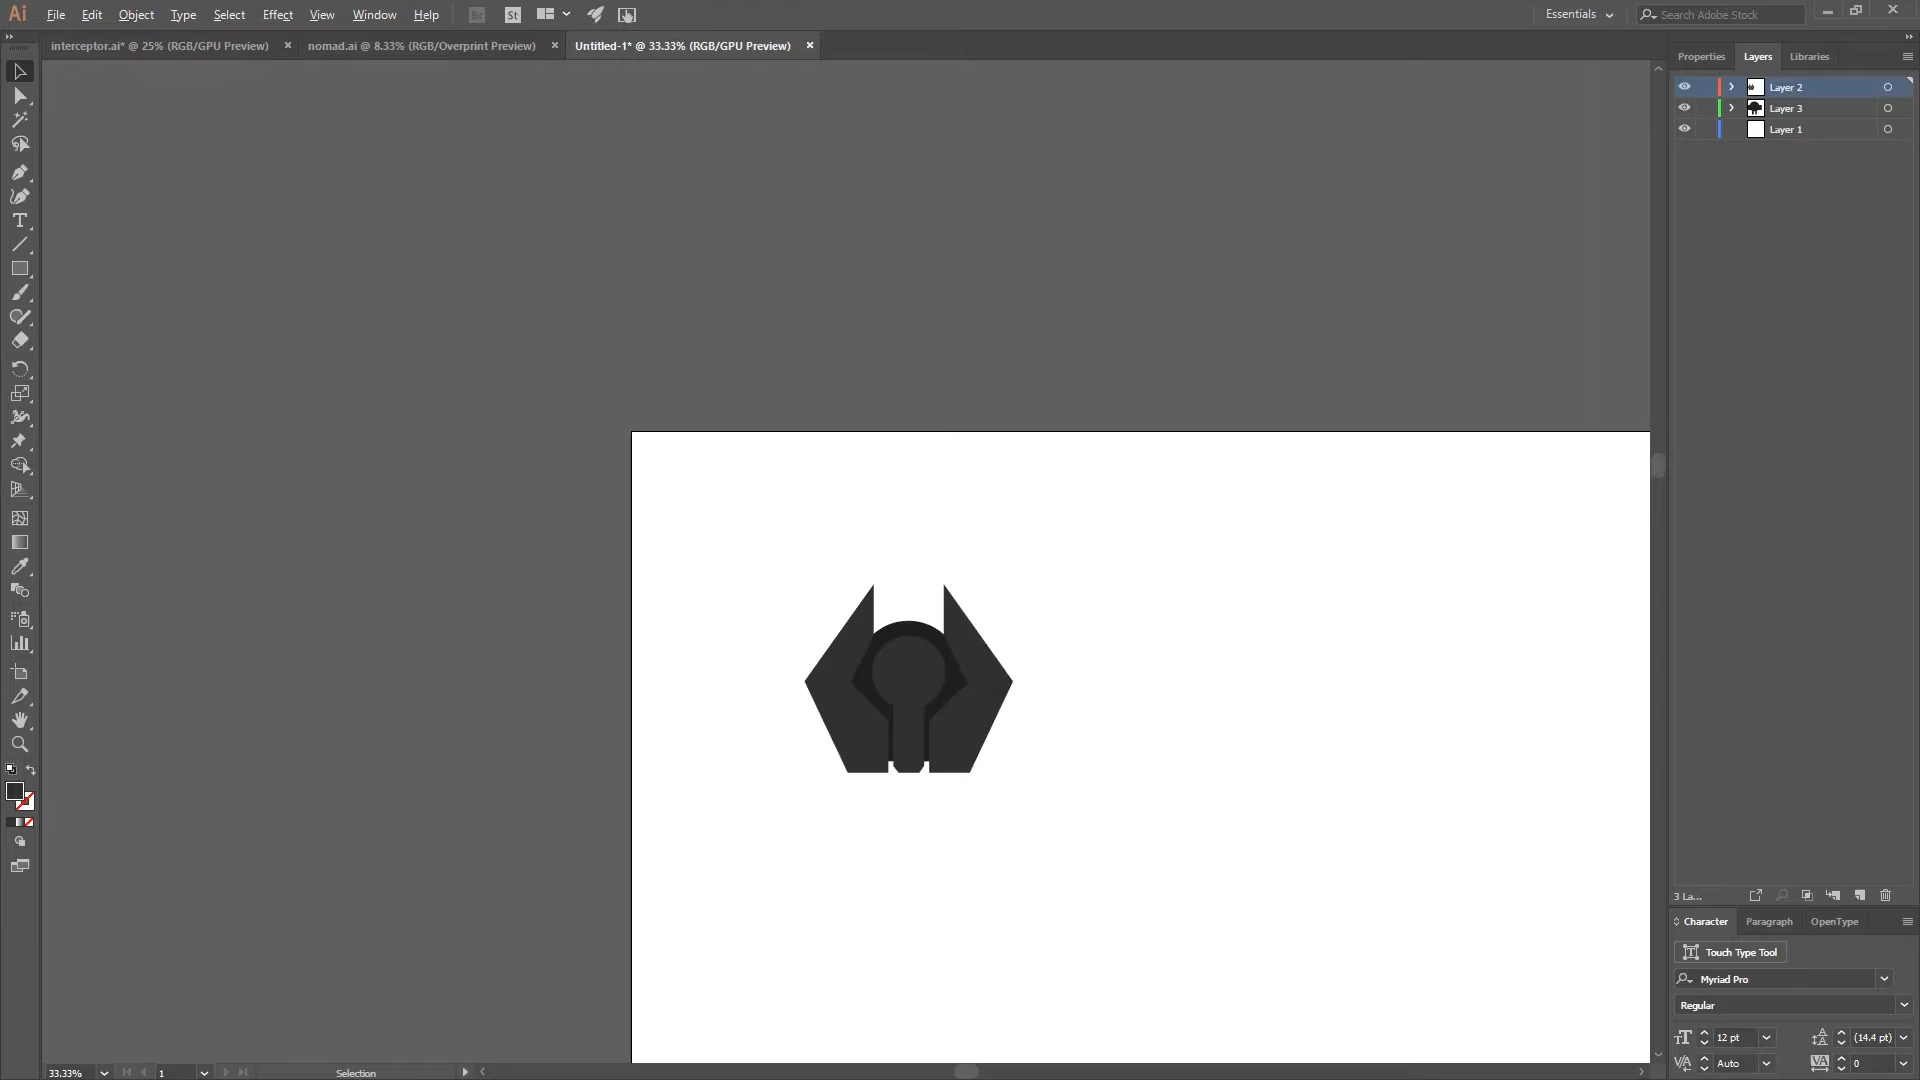 Ai File Edit Object Type Select Effect View Window Help Br St Essentials Search Adobe Stock
interceptor.ai* @ 25% (RGB/GPU Preview) nomad.ai @ 8.33% (RGB/Overprint Preview) Untitled-1* @ 33.33% (RGB/GPU Preview)
Properties Layers Libraries
Layer 2
Layer 3
Layer 1
3 La...
Character Paragraph OpenType
Touch Type Tool
Myriad Pro
Regular
12 pt (14.4 pt)
Auto 0
33.33% 1 Selection